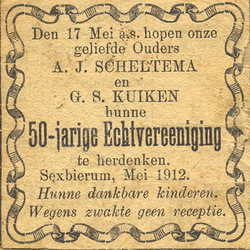 Den 17 Mei a.s. hopen onze
geliefde Ouders
A. J. SCHELTEMA
en
G. S. KUIKEN
hunne
50-jarige Echtvereeniging
te herdenken.
Sexbierum, Mei 1912.
Hunne dankbare kinderen.
Wegens zwakte geen receptie.